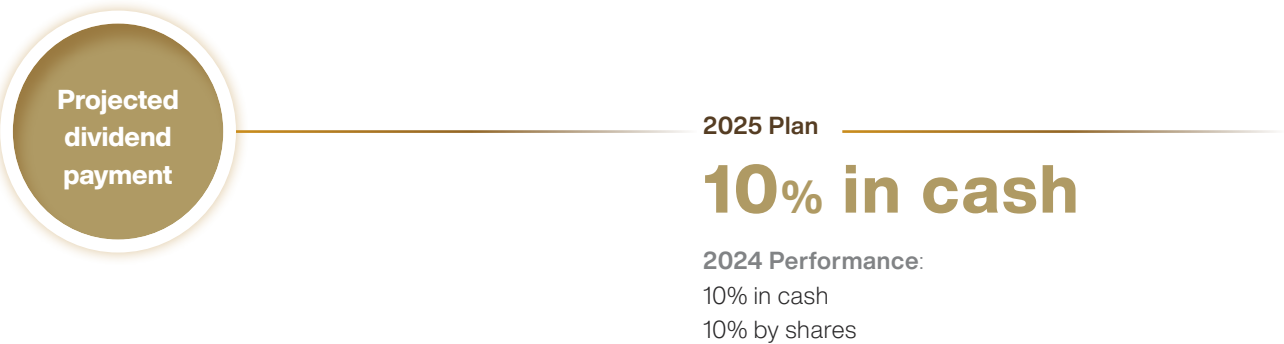 Projected
dividend
payment
2025 Plan
10% in cash
2024 Performance:
10% in cash
10% by shares